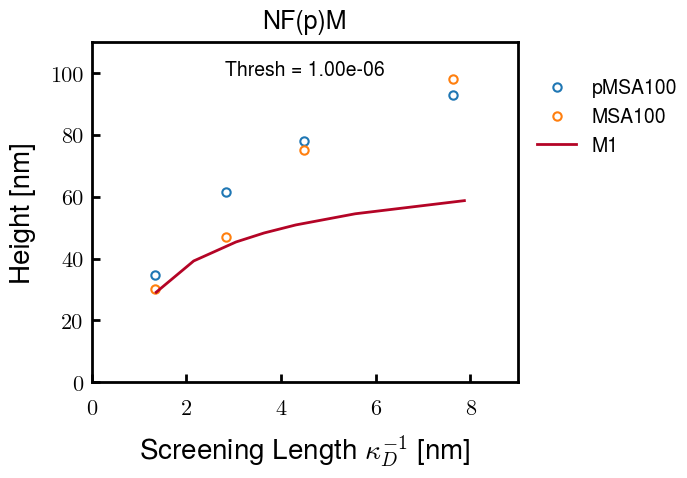 NF(p)M
Thresh = 1.00e-06
pMSA100
MSA100
M1
Height [nm]
100
80
60
40
20
0
0 2 4 6 8
Screening Length κ_D^{-1} [nm]